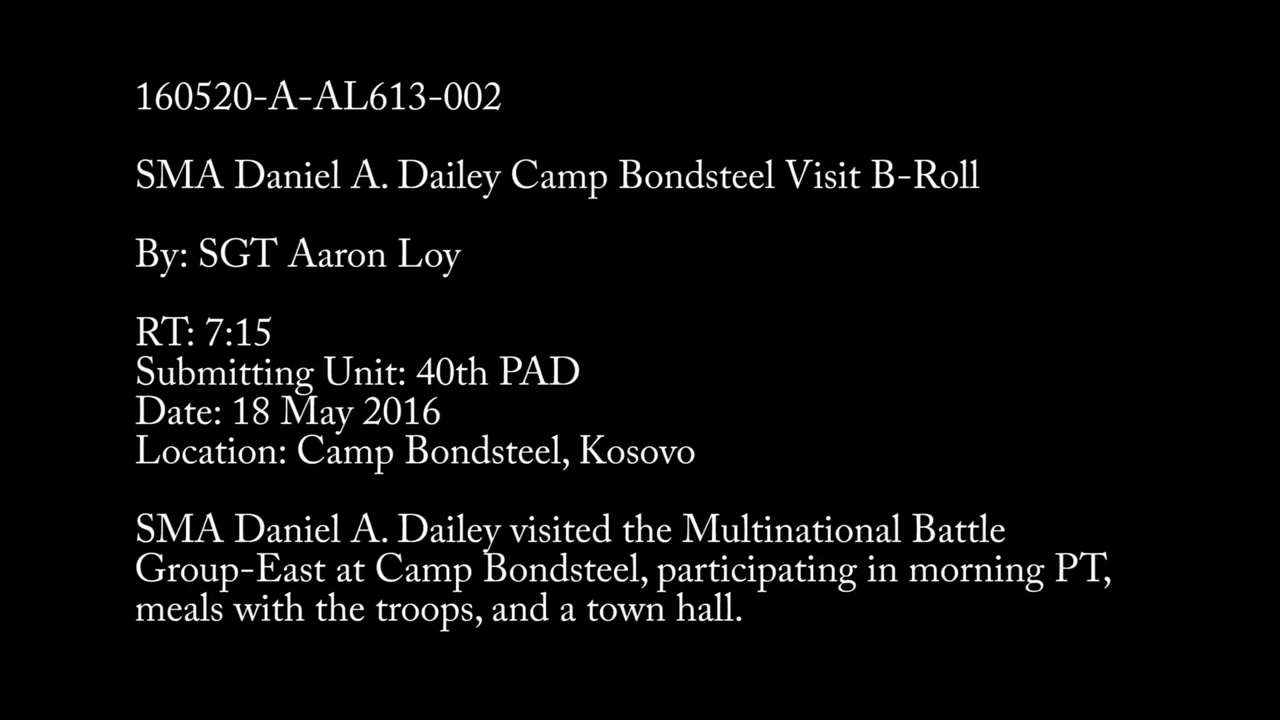 160520-A-AL613-002
SMA Daniel A. Dailey Camp Bondsteel Visit B-Roll
By: SGT Aaron Loy
RT: 7:15
Submitting Unit: 40th PAD
Date: 18 May 2016
Location: Camp Bondsteel, Kosovo
SMA Daniel A. Dailey visited the Multinational Battle
Group-East at Camp Bondsteel, participating in morning PT,
meals with the troops, and a town hall.